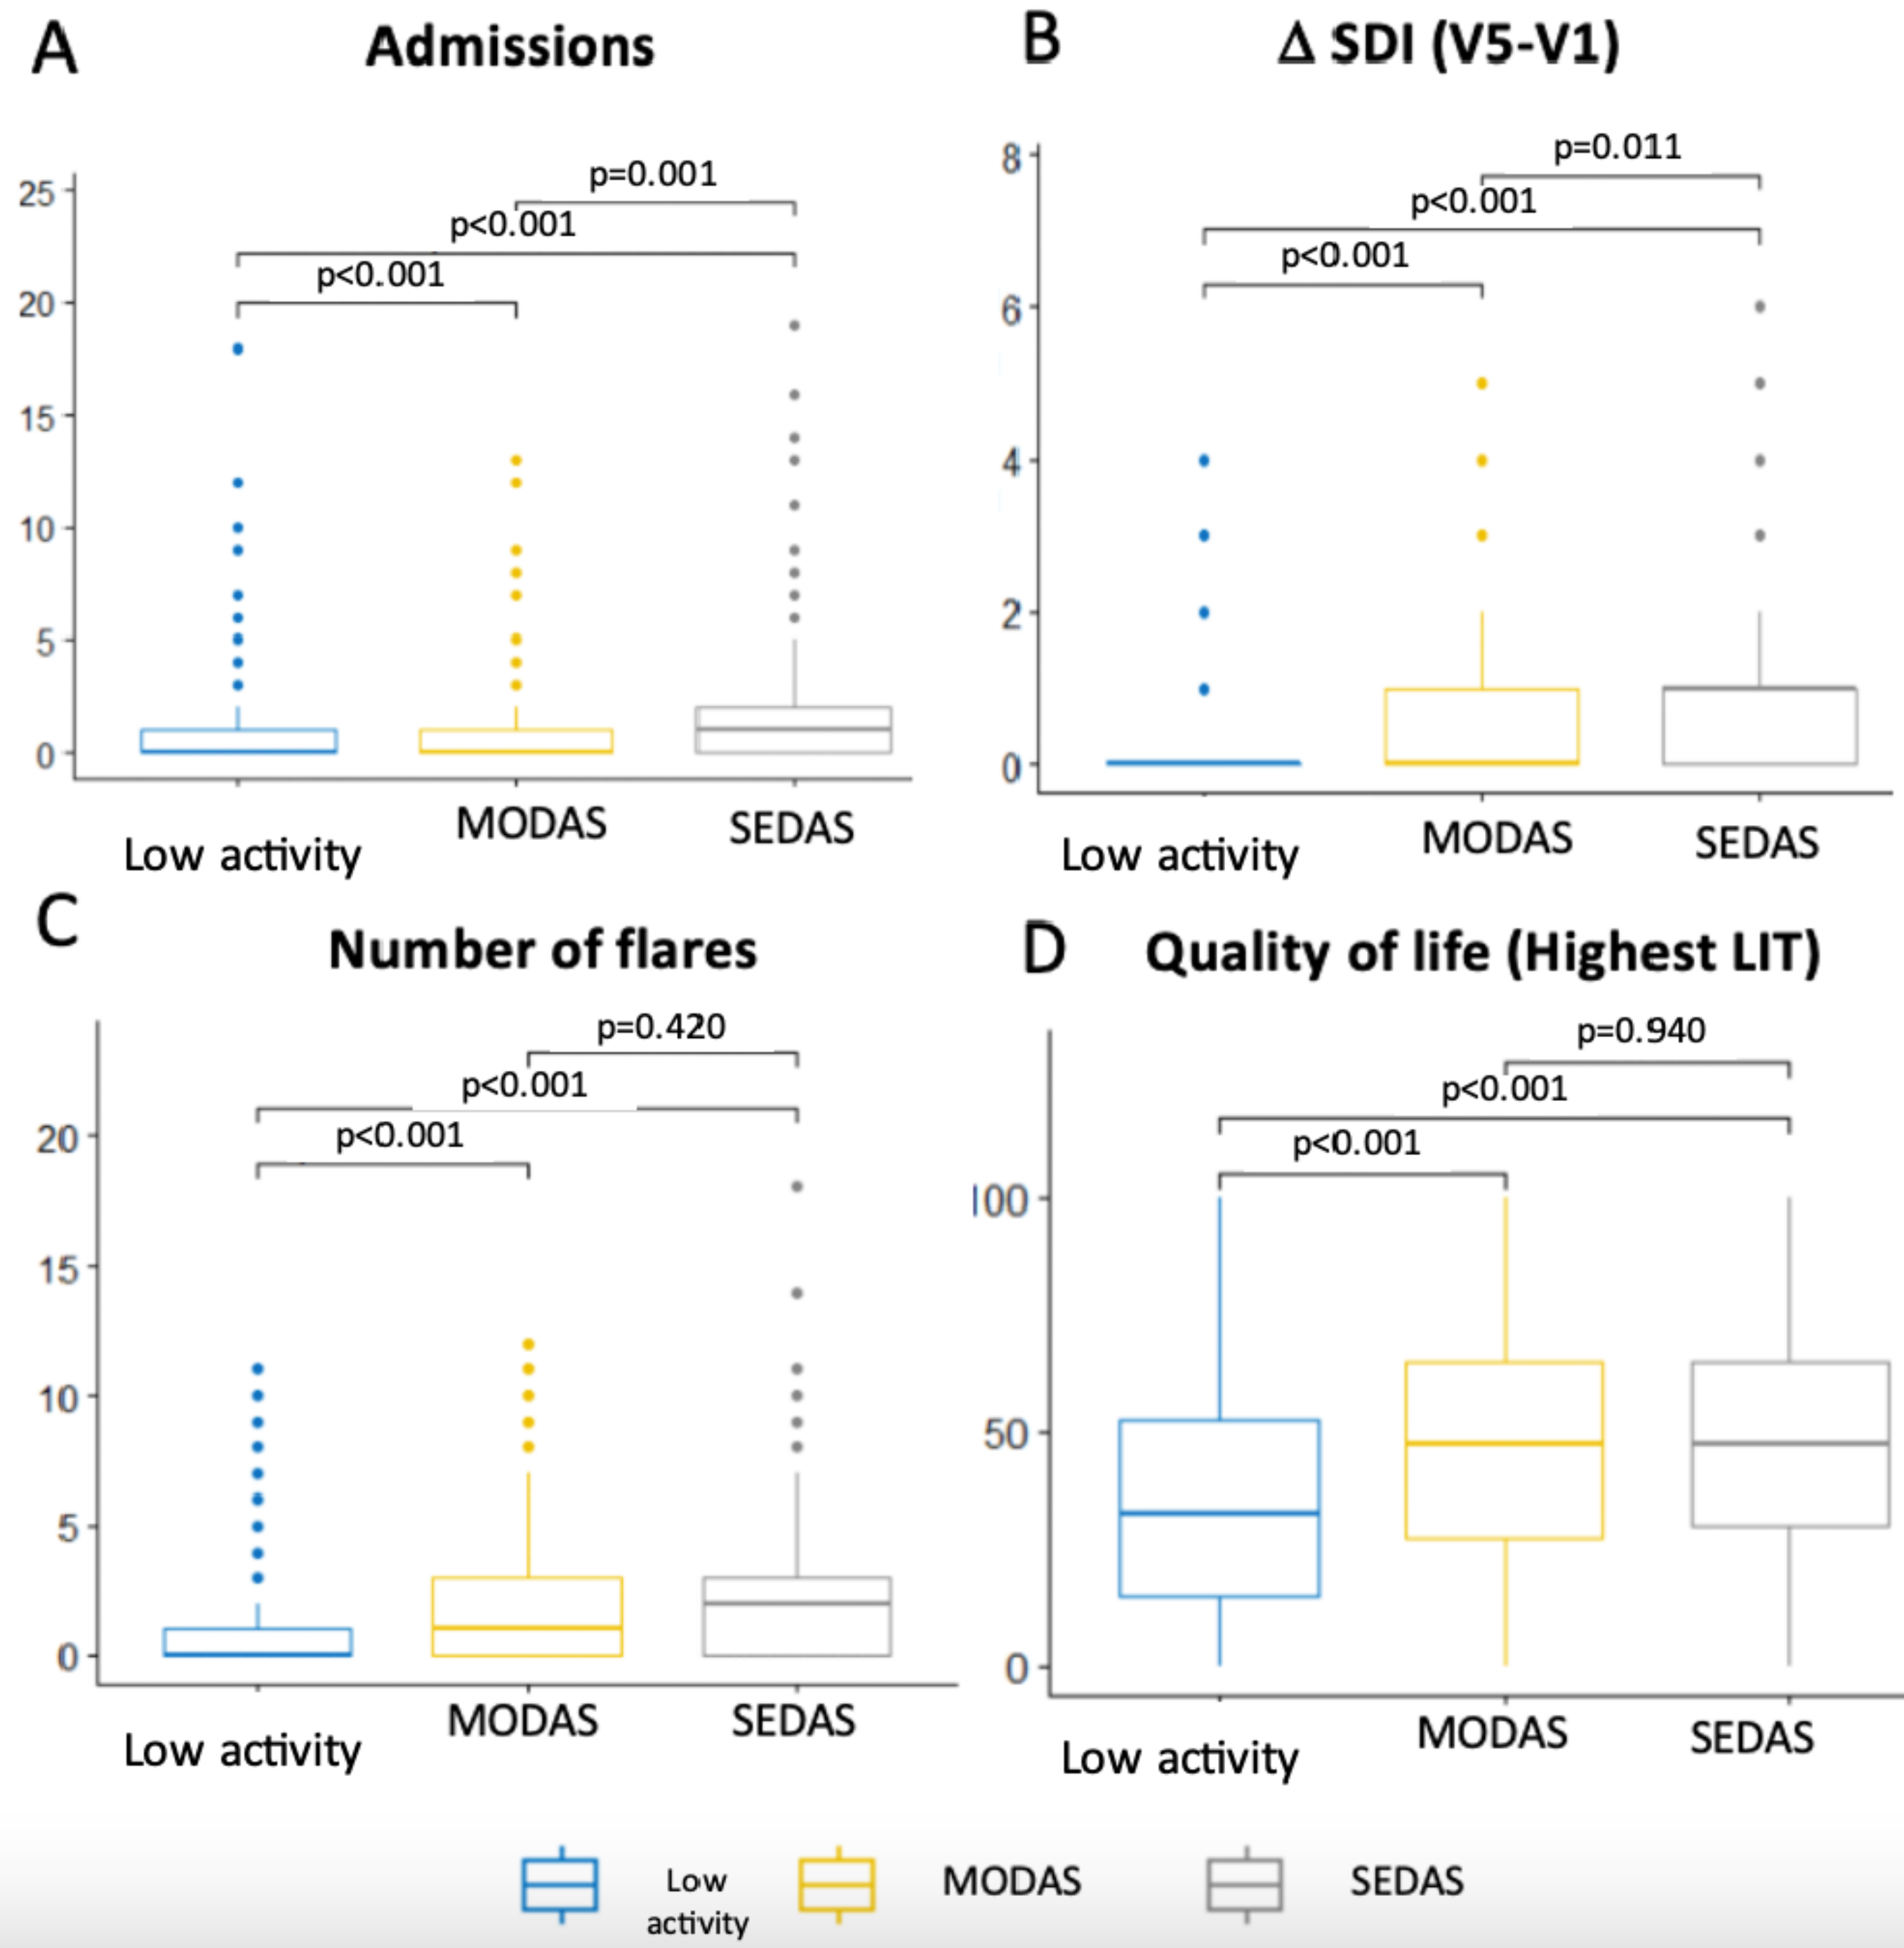 A
Admissions
p=0.001
p<0.001
p<0.001
25
20
15
10
5
0
Low activity
MODAS
SEDAS
B
Δ SDI (V5-V1)
p=0.011
p<0.001
p<0.001
8
6
4
2
0
Low activity
MODAS
SEDAS
C
Number of flares
p=0.420
p<0.001
p<0.001
20
15
10
5
0
Low activity
MODAS
SEDAS
D
Quality of life (Highest LIT)
p=0.940
p<0.001
p<0.001
100
50
0
Low activity
MODAS
SEDAS
Low
activity
MODAS
SEDAS